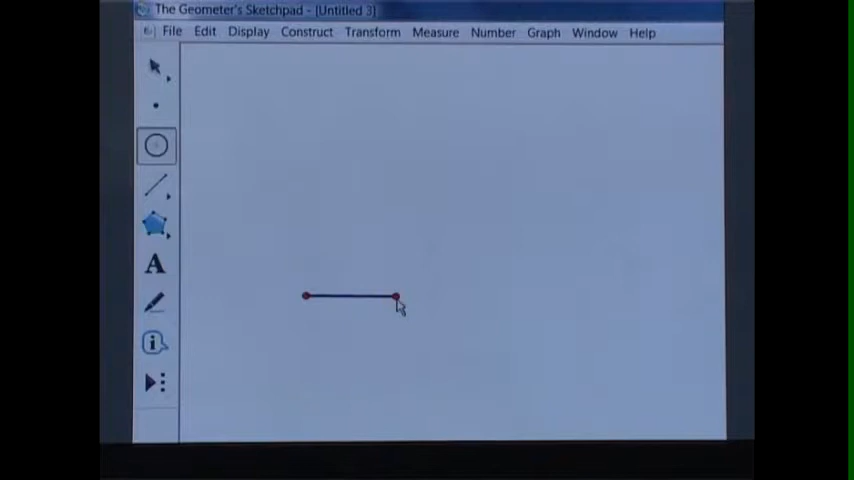 The Geometer's Sketchpad - [Untitled 3]
File Edit Display Construct Transform Measure Number Graph Window Help
A
i